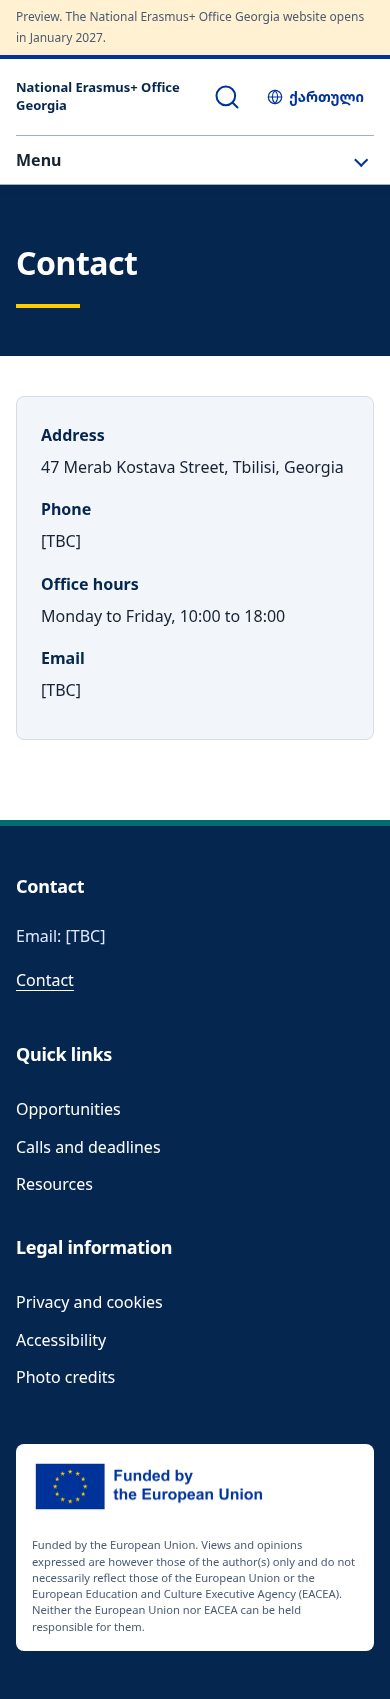 Preview. The National Erasmus+ Office Georgia website opens
in January 2027.
National Erasmus+ Office
Georgia
ქართული
Menu
Contact
Address
47 Merab Kostava Street, Tbilisi, Georgia
Phone
[TBC]
Office hours
Monday to Friday, 10:00 to 18:00
Email
[TBC]
Contact
Email: [TBC]
Contact
Quick links
Opportunities
Calls and deadlines
Resources
Legal information
Privacy and cookies
Accessibility
Photo credits
Funded by
the European Union
Funded by the European Union. Views and opinions
expressed are however those of the author(s) only and do not
necessarily reflect those of the European Union or the
European Education and Culture Executive Agency (EACEA).
Neither the European Union nor EACEA can be held
responsible for them.